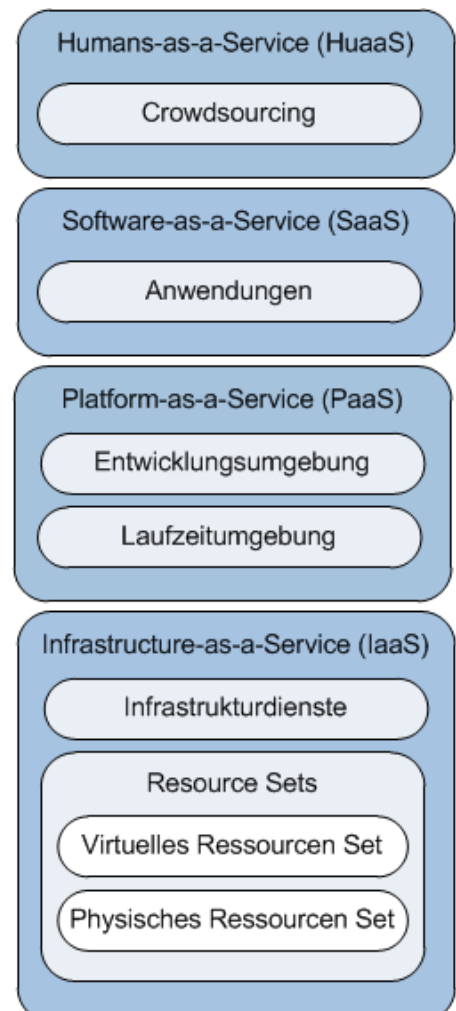 Humans-as-a-Service (HuaaS)
Crowdsourcing
Software-as-a-Service (SaaS)
Anwendungen
Platform-as-a-Service (PaaS)
Entwicklungsumgebung
Laufzeitumgebung
Infrastructure-as-a-Service (IaaS)
Infrastrukturdienste
Resource Sets
Virtuelles Ressourcen Set
Physisches Ressourcen Set